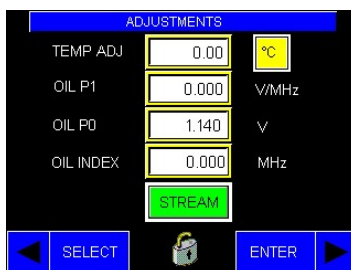 ADJUSTMENTS
TEMP ADJ 0.00 °C
OIL P1 0.000 V/MHz
OIL P0 1.140 V
OIL INDEX 0.000 MHz
STREAM
SELECT ENTER